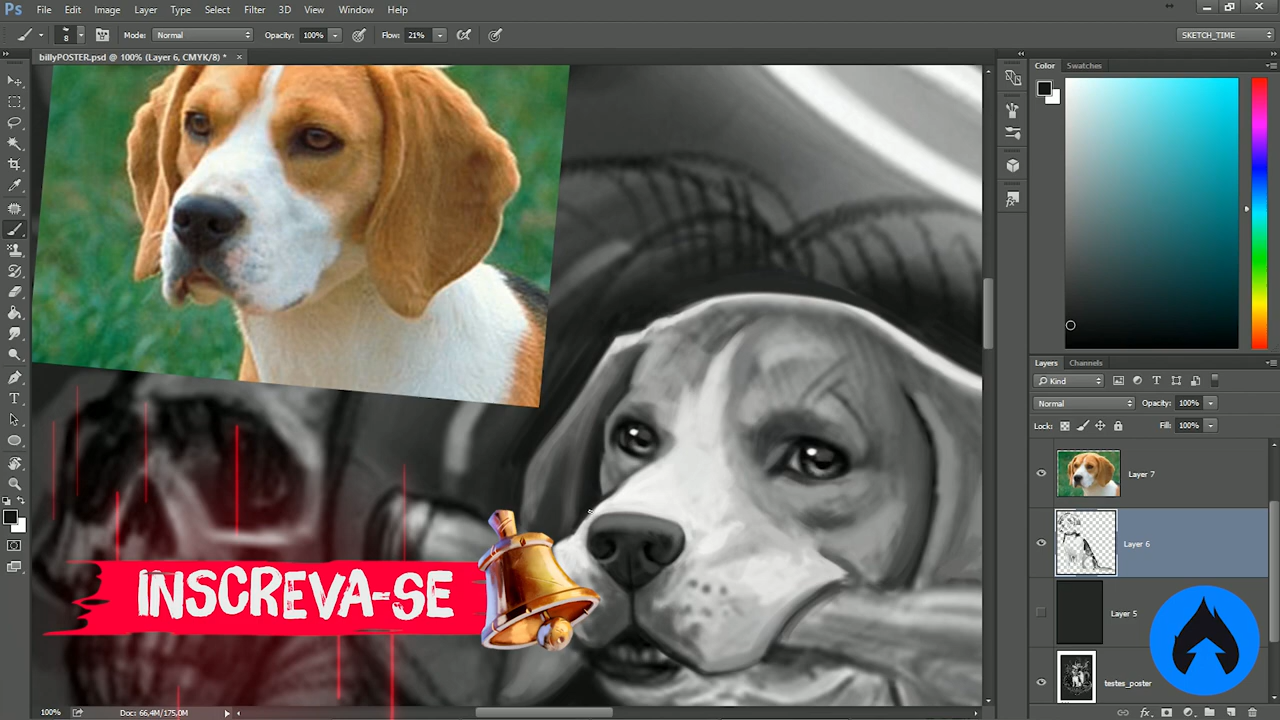 Ps File Edit Image Layer Type Select Filter 3D View Window Help
8 Mode: Normal Opacity: 100% Flow: 21% SKETCH_TIME
billyPOSTER.psd @ 100% (Layer 6, CMYK/8) * ×
Color Swatches
Layers Channels
Kind
Normal Opacity: 100%
Lock: Fill: 100%
Layer 7
Layer 6
Layer 5
testes_poster
INSCREVA-SE
100% Doc: 66,4M/175,0M